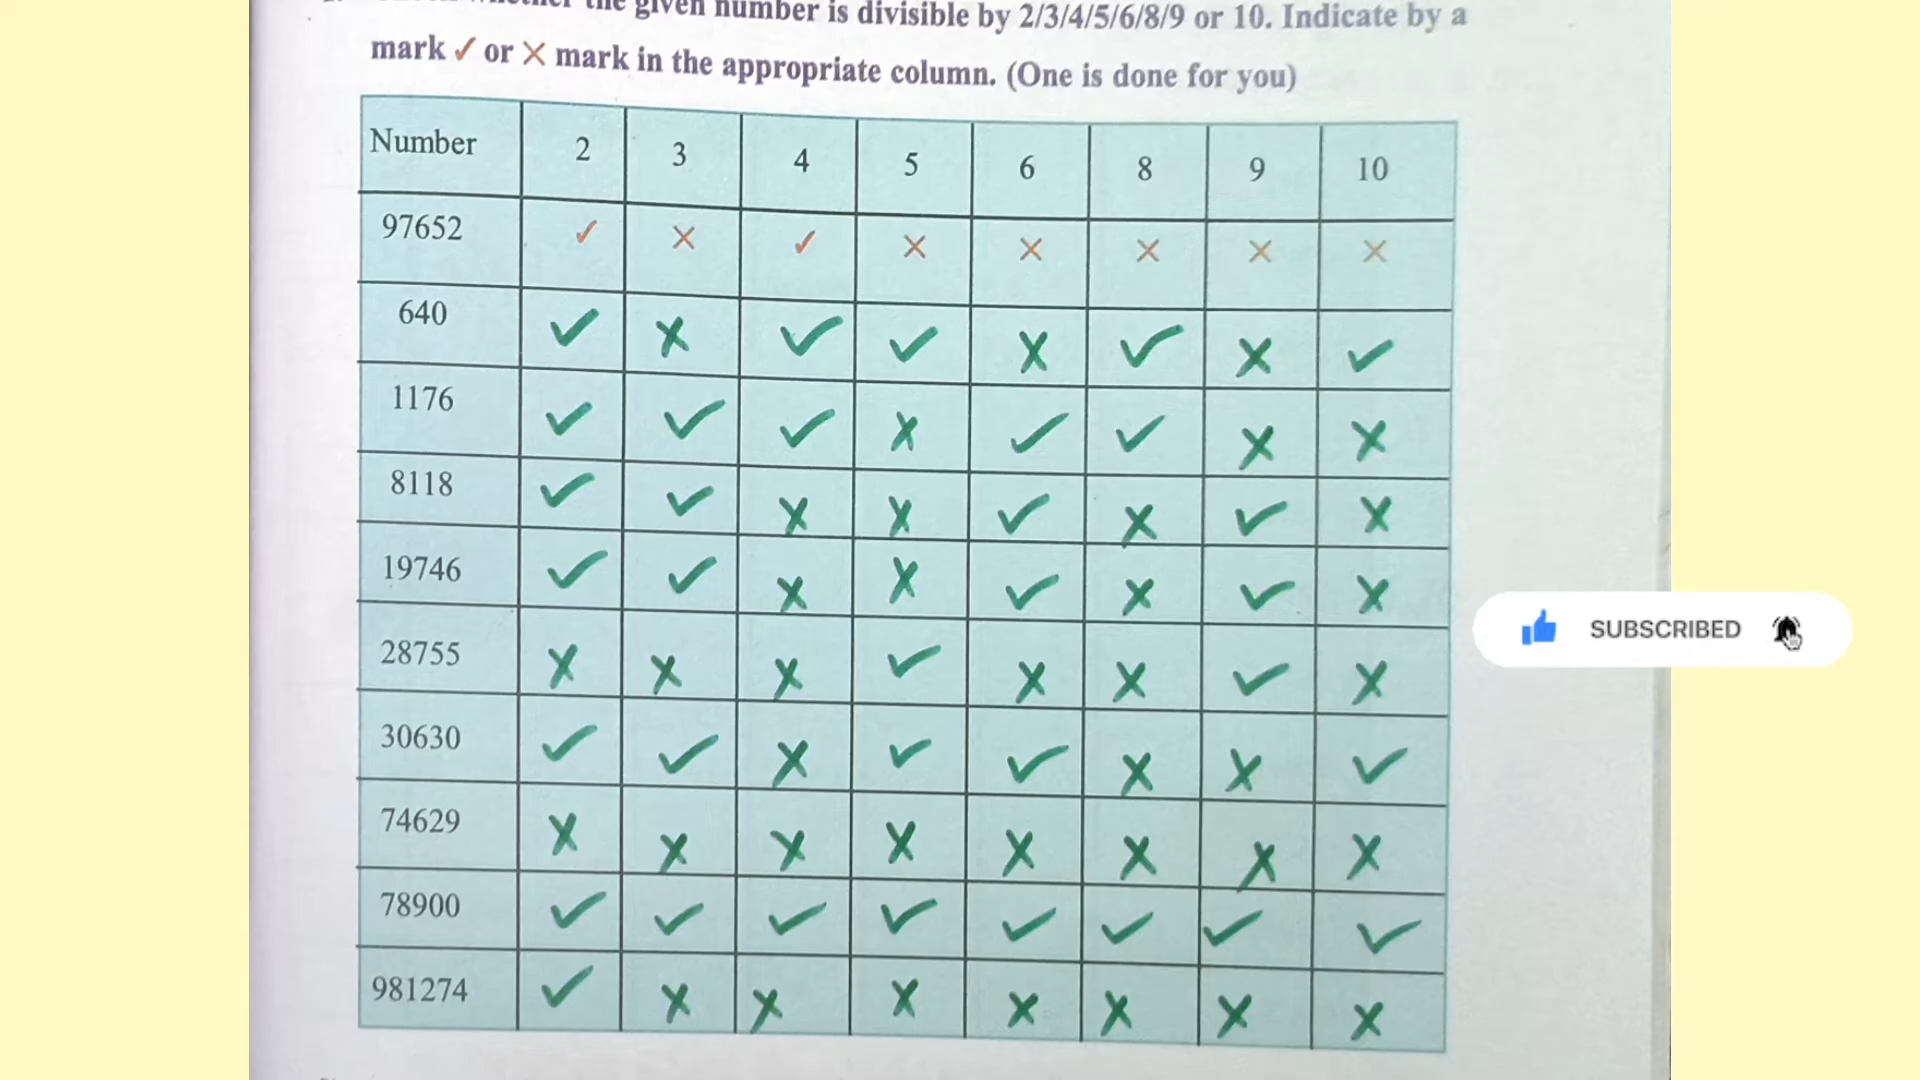 the given number is divisible by 2/3/4/5/6/8/9 or 10. Indicate by a
mark ✓ or ✕ mark in the appropriate column. (One is done for you)
Number 2 3 4 5 6 8 9 10
97652 ✓ ✕ ✓ ✕ ✕ ✕ ✕ ✕
640 ✓ ✕ ✓ ✓ ✕ ✓ ✕ ✓
1176 ✓ ✓ ✓ ✕ ✓ ✓ ✕ ✕
8118 ✓ ✓ ✕ ✕ ✓ ✕ ✓ ✕
19746 ✓ ✓ ✕ ✕ ✓ ✕ ✓ ✕
28755 ✕ ✕ ✕ ✓ ✕ ✕ ✓ ✕
30630 ✓ ✓ ✕ ✓ ✓ ✕ ✕ ✓
74629 ✕ ✕ ✕ ✕ ✕ ✕ ✕ ✕
78900 ✓ ✓ ✓ ✓ ✓ ✓ ✓ ✓
981274 ✓ ✕ ✕ ✕ ✕ ✕ ✕ ✕
SUBSCRIBED